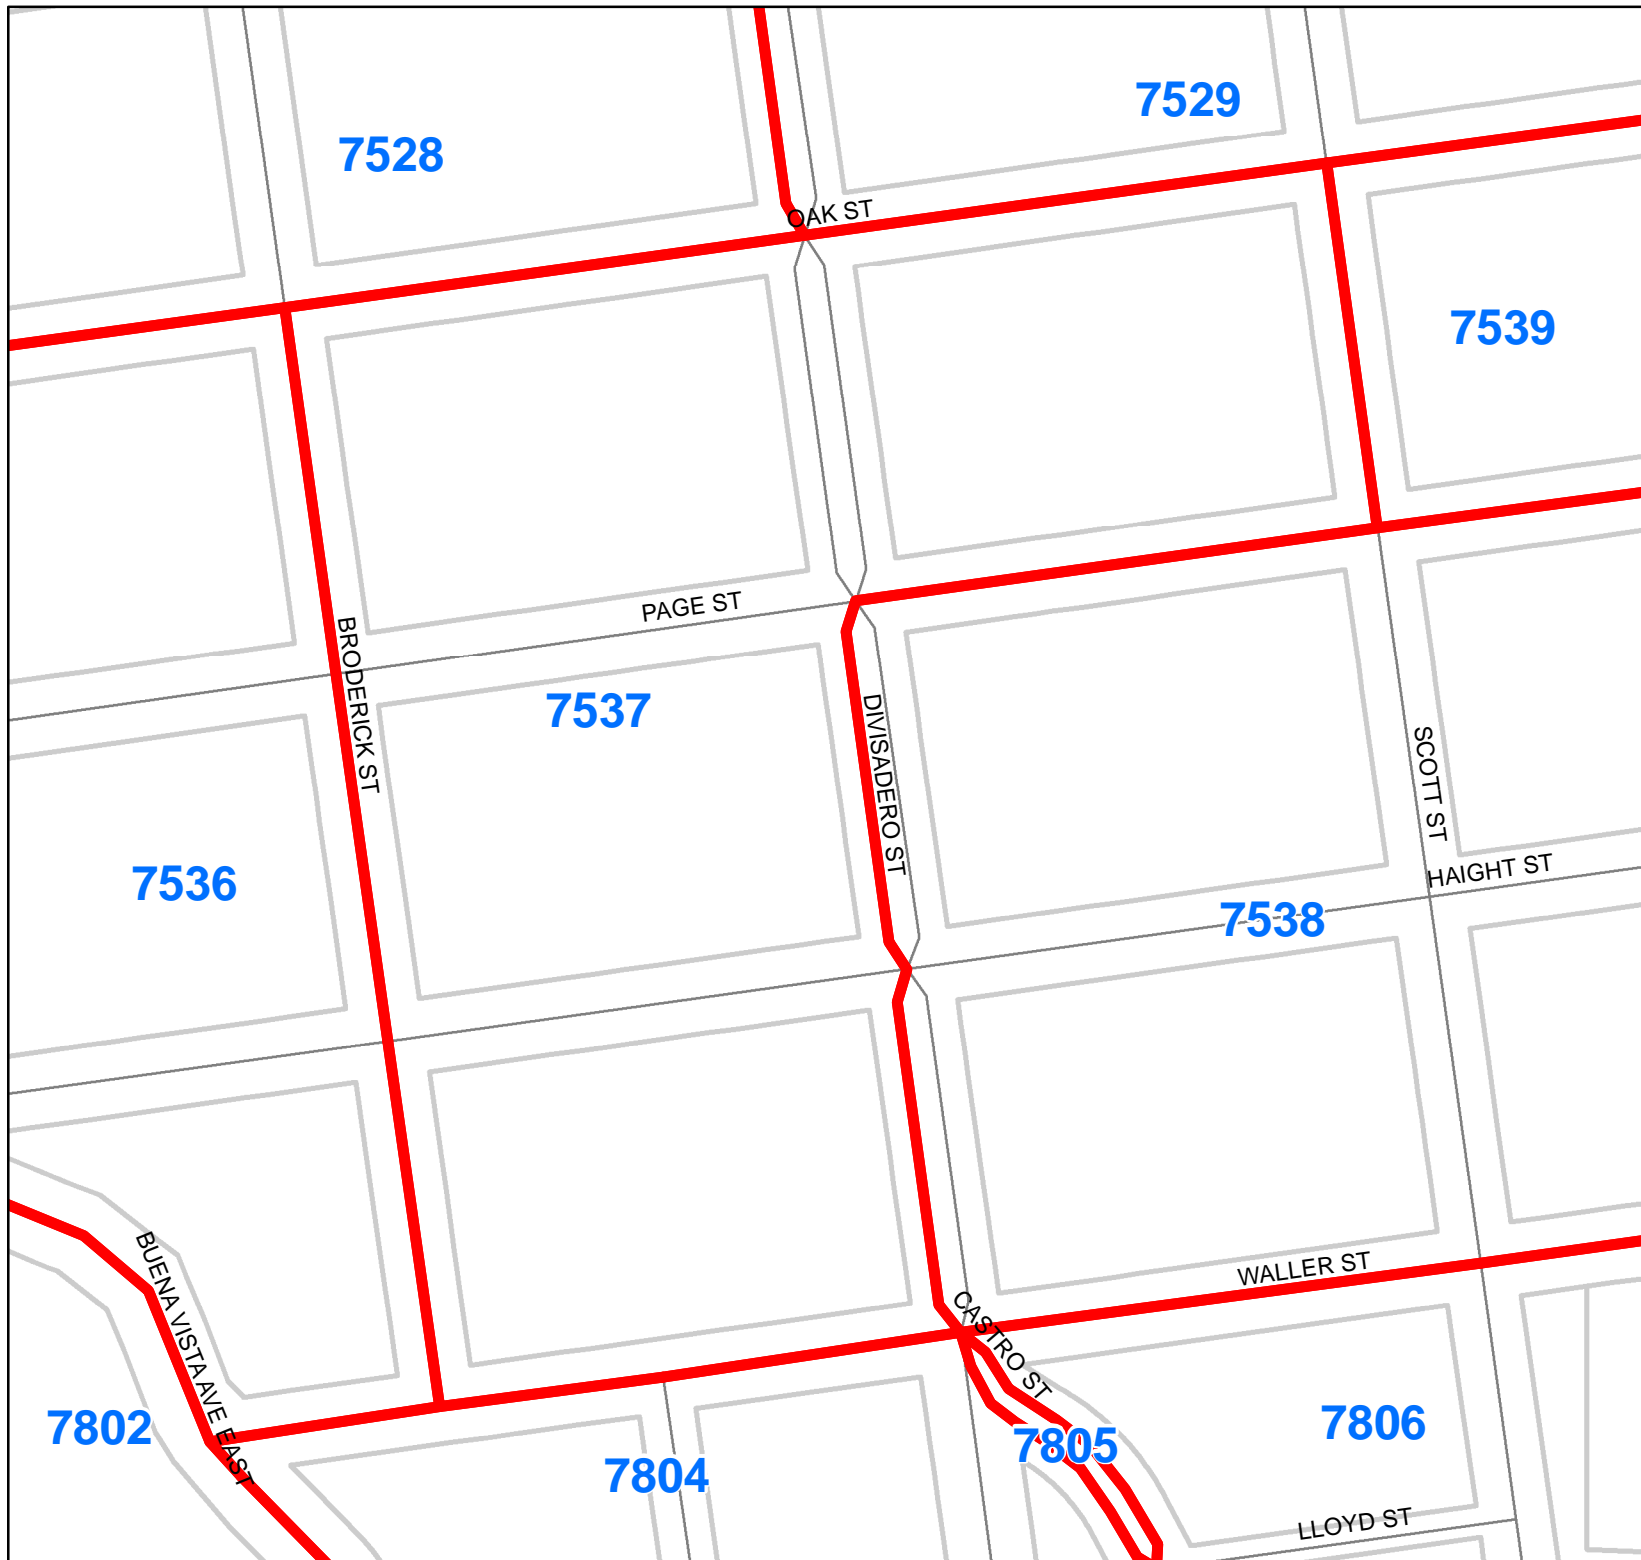 7529
7528
OAK ST
7539
PAGE ST
BRODERICK ST
7537
DIVISADERO ST
SCOTT ST
HAIGHT ST
7536
7538
BUENA VISTA AVE EAST
WALLER ST
CASTRO ST
7802
7806
7805
7804
LLOYD ST